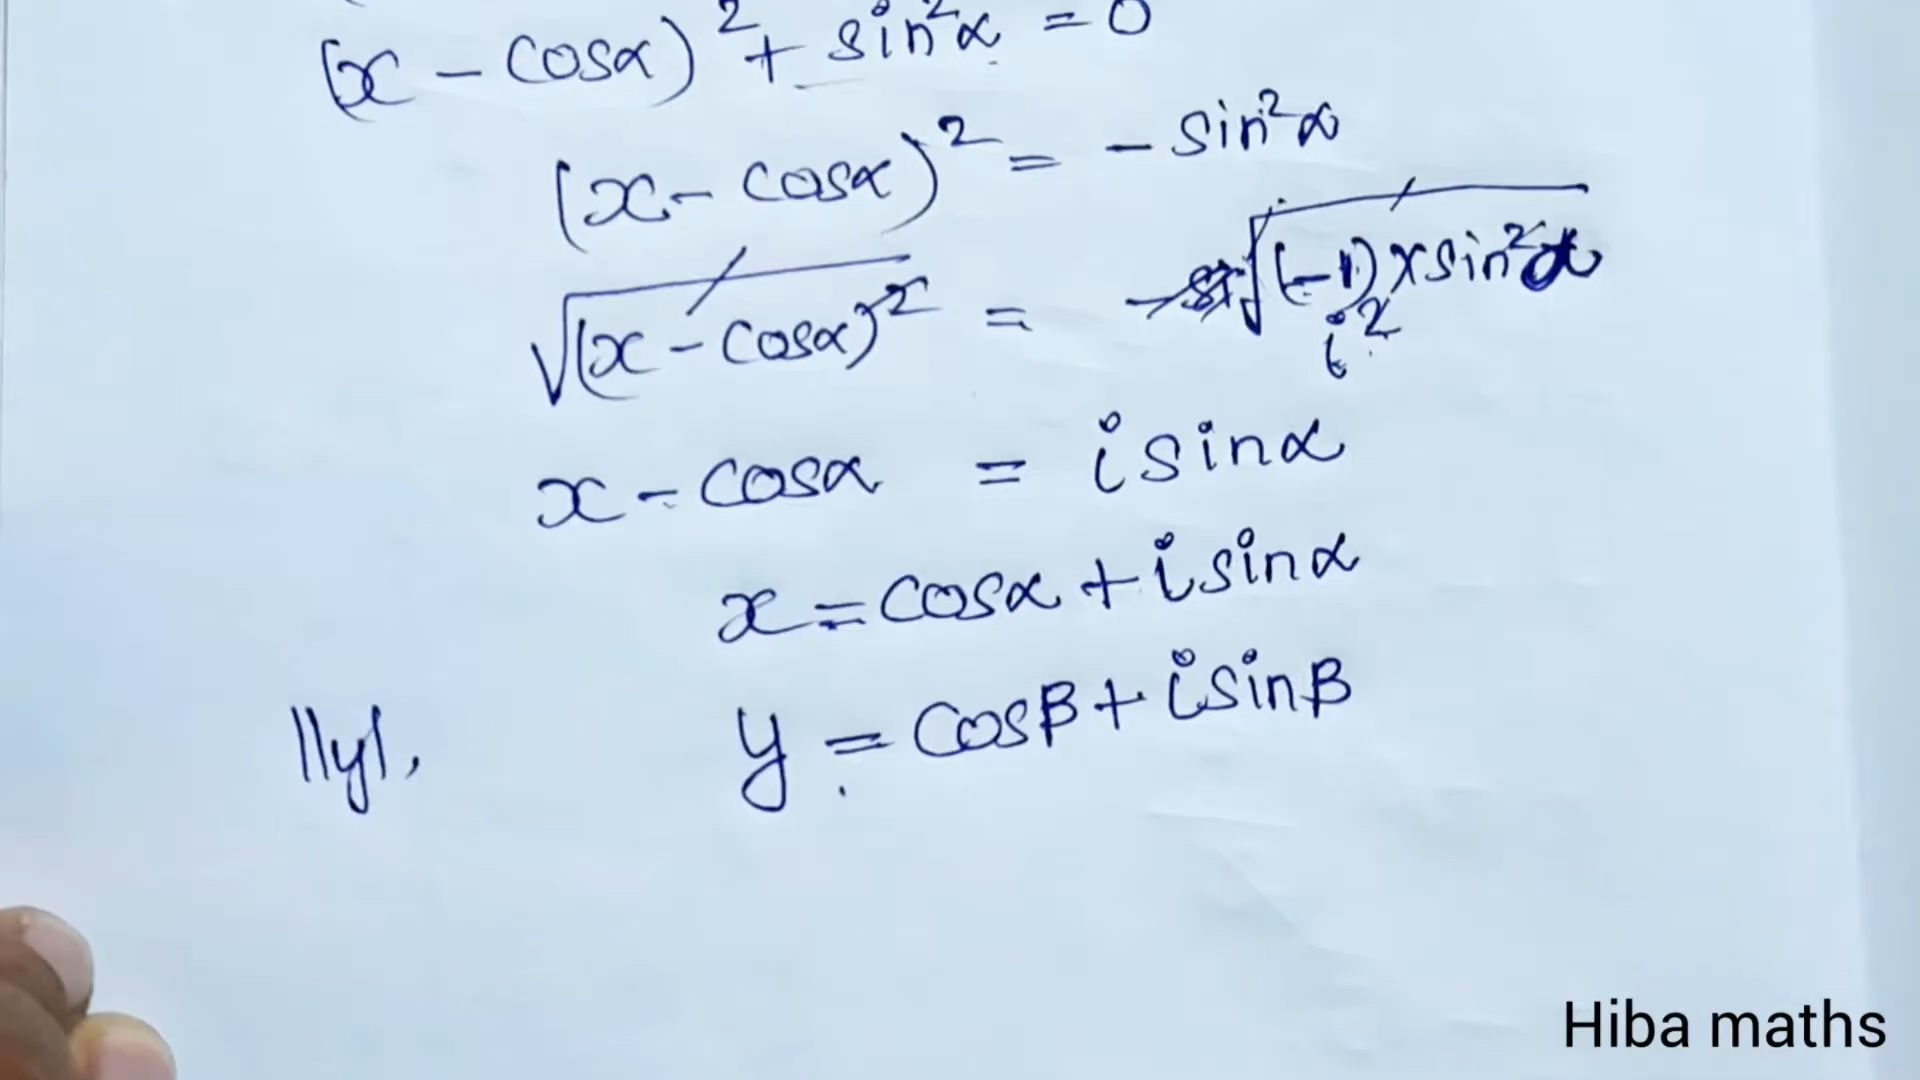 (x - cosα)² + sin²α = 0
(x - cosα)² = - sin²α
√(x - cosα)² = √(-1) x sin²α
i²
x - cosα = i sinα
x = cosα + i sinα
lllyl, y = cosβ + i sinβ
Hiba maths